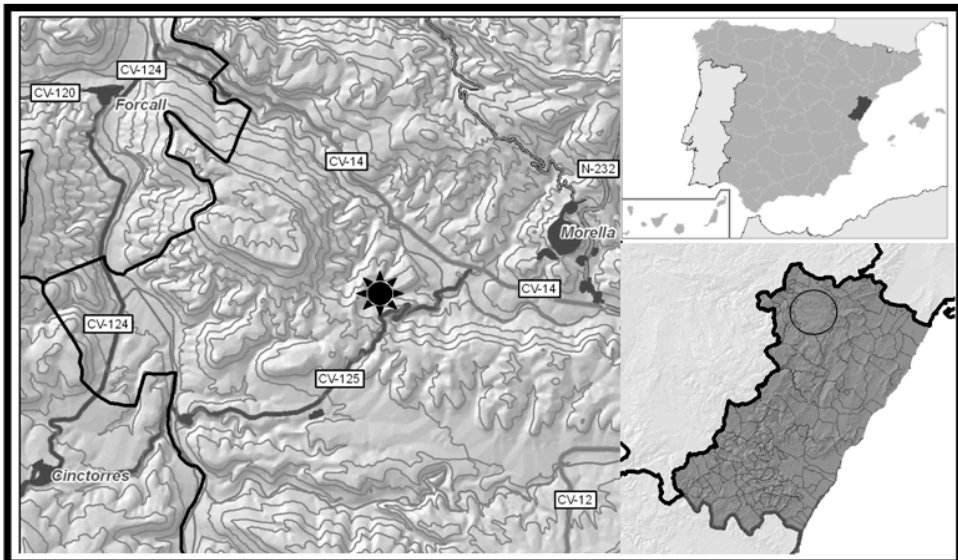 CV-124
CV-120
Forcall
CV-14
N-232
Morella
CV-14
CV-124
CV-125
Cinctorres
CV-12